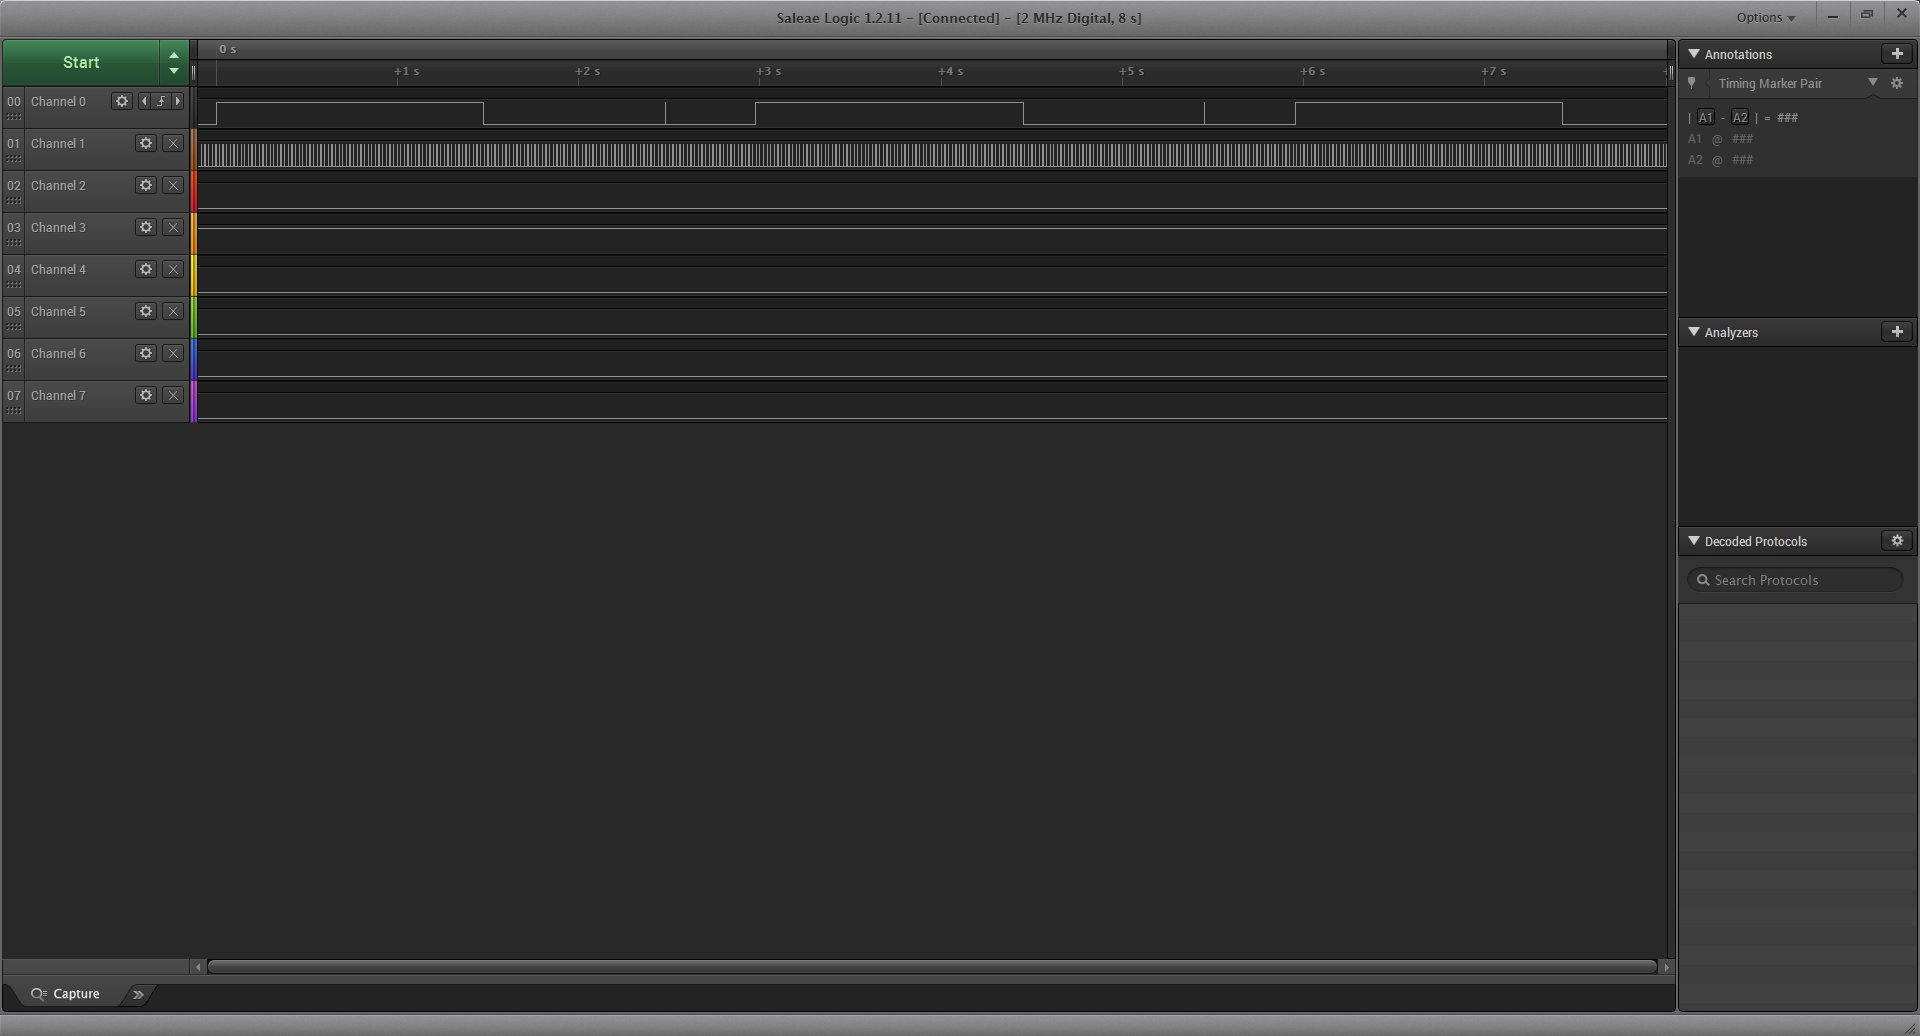 Saleae Logic 1.2.11 - [Connected] - [2 MHz Digital, 8 s]
Options
Start
0 s
+1 s
+2 s
+3 s
+4 s
+5 s
+6 s
+7 s
00 Channel 0
01 Channel 1
02 Channel 2
03 Channel 3
04 Channel 4
05 Channel 5
06 Channel 6
07 Channel 7
Annotations
Timing Marker Pair
| A1 - A2 | = ###
A1 @ ###
A2 @ ###
Analyzers
Decoded Protocols
Search Protocols
Capture